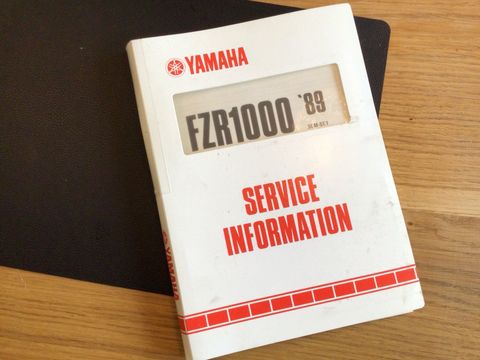 YAMAHA
FZR1000 '89
SERVICE
INFORMATION
YAMAHA